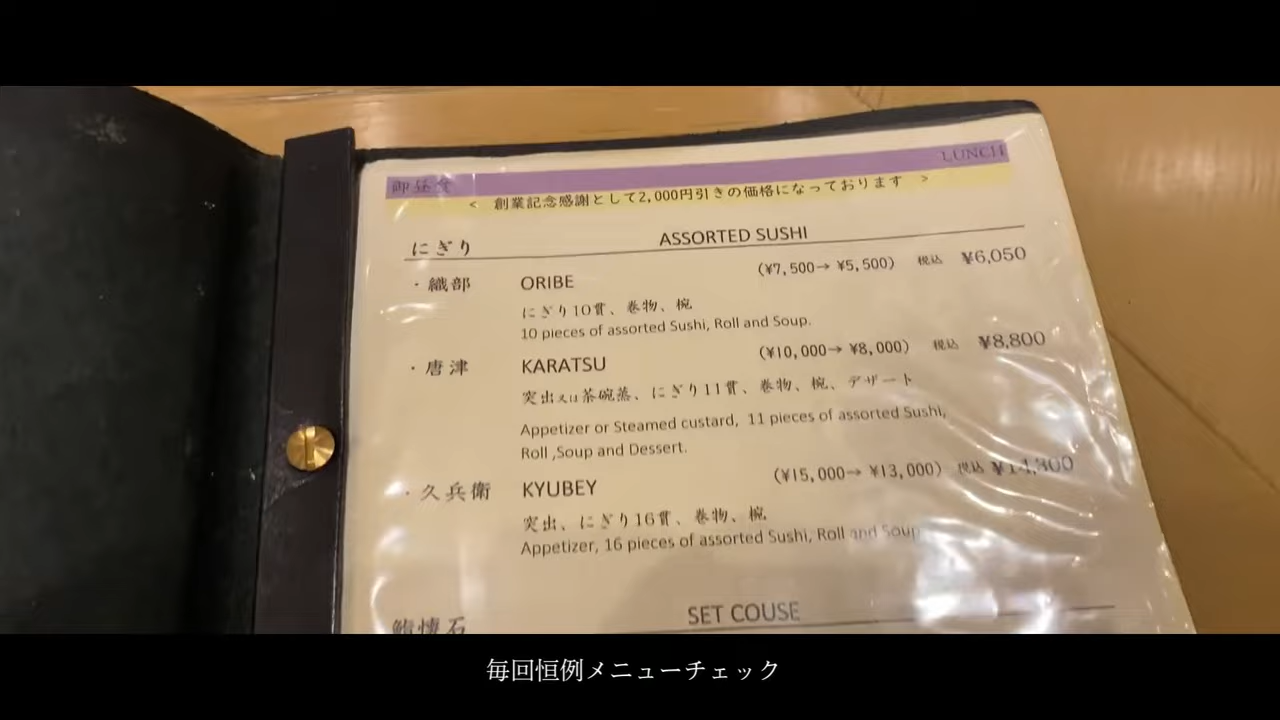 御昼食 LUNCH
< 創業記念感謝として2,000円引きの価格になっております >
にぎり ASSORTED SUSHI
・織部 ORIBE (¥7,500→ ¥5,500) 税込 ¥6,050
にぎり10貫、巻物、椀
10 pieces of assorted Sushi, Roll and Soup.
・唐津 KARATSU (¥10,000→ ¥8,000) 税込 ¥8,800
突出又は茶碗蒸、にぎり11貫、巻物、椀、デザート
Appetizer or Steamed custard, 11 pieces of assorted Sushi,
Roll ,Soup and Dessert.
・久兵衛 KYUBEY (¥15,000→ ¥13,000) 税込 ¥14,300
突出、にぎり16貫、巻物、椀
Appetizer, 16 pieces of assorted Sushi, Roll and Soup
鮨懐石 SET COUSE
毎回恒例メニューチェック